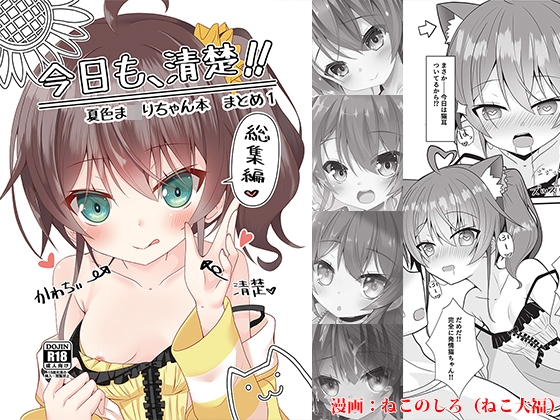 今日も、清楚!!
夏色ま りちゃん本 まとめ1
総集編♡
かわぢぃ
清楚♥
DOJIN
R18
成人向け
まさか 今日は猫耳
ついてるから!?
だめだ!!
完全に発情猫ちゃん!!
漫画：ねこのしろ（ねこ大福）